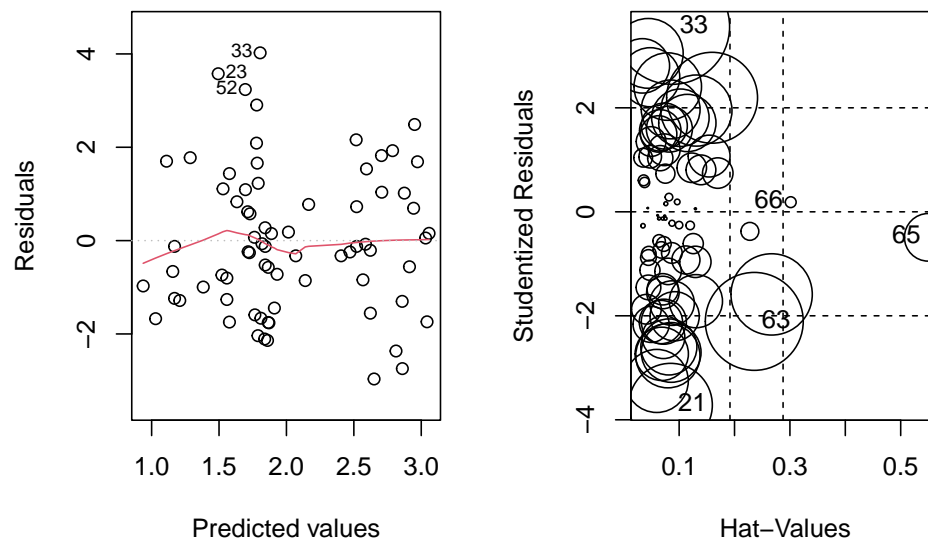 33
23
52
4
2
0
−2
Residuals
1.0 1.5 2.0 2.5 3.0
Predicted values
33
66
65
63
21
2
0
−2
−4
Studentized Residuals
0.1 0.3 0.5
Hat−Values